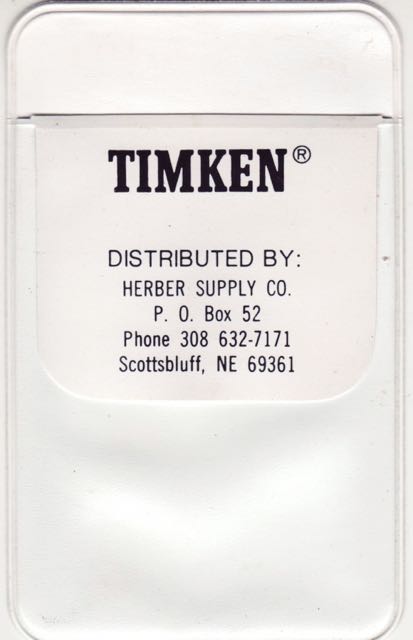 TIMKEN®
DISTRIBUTED BY:
HERBER SUPPLY CO.
P. O. Box 52
Phone 308 632-7171
Scottsbluff, NE 69361